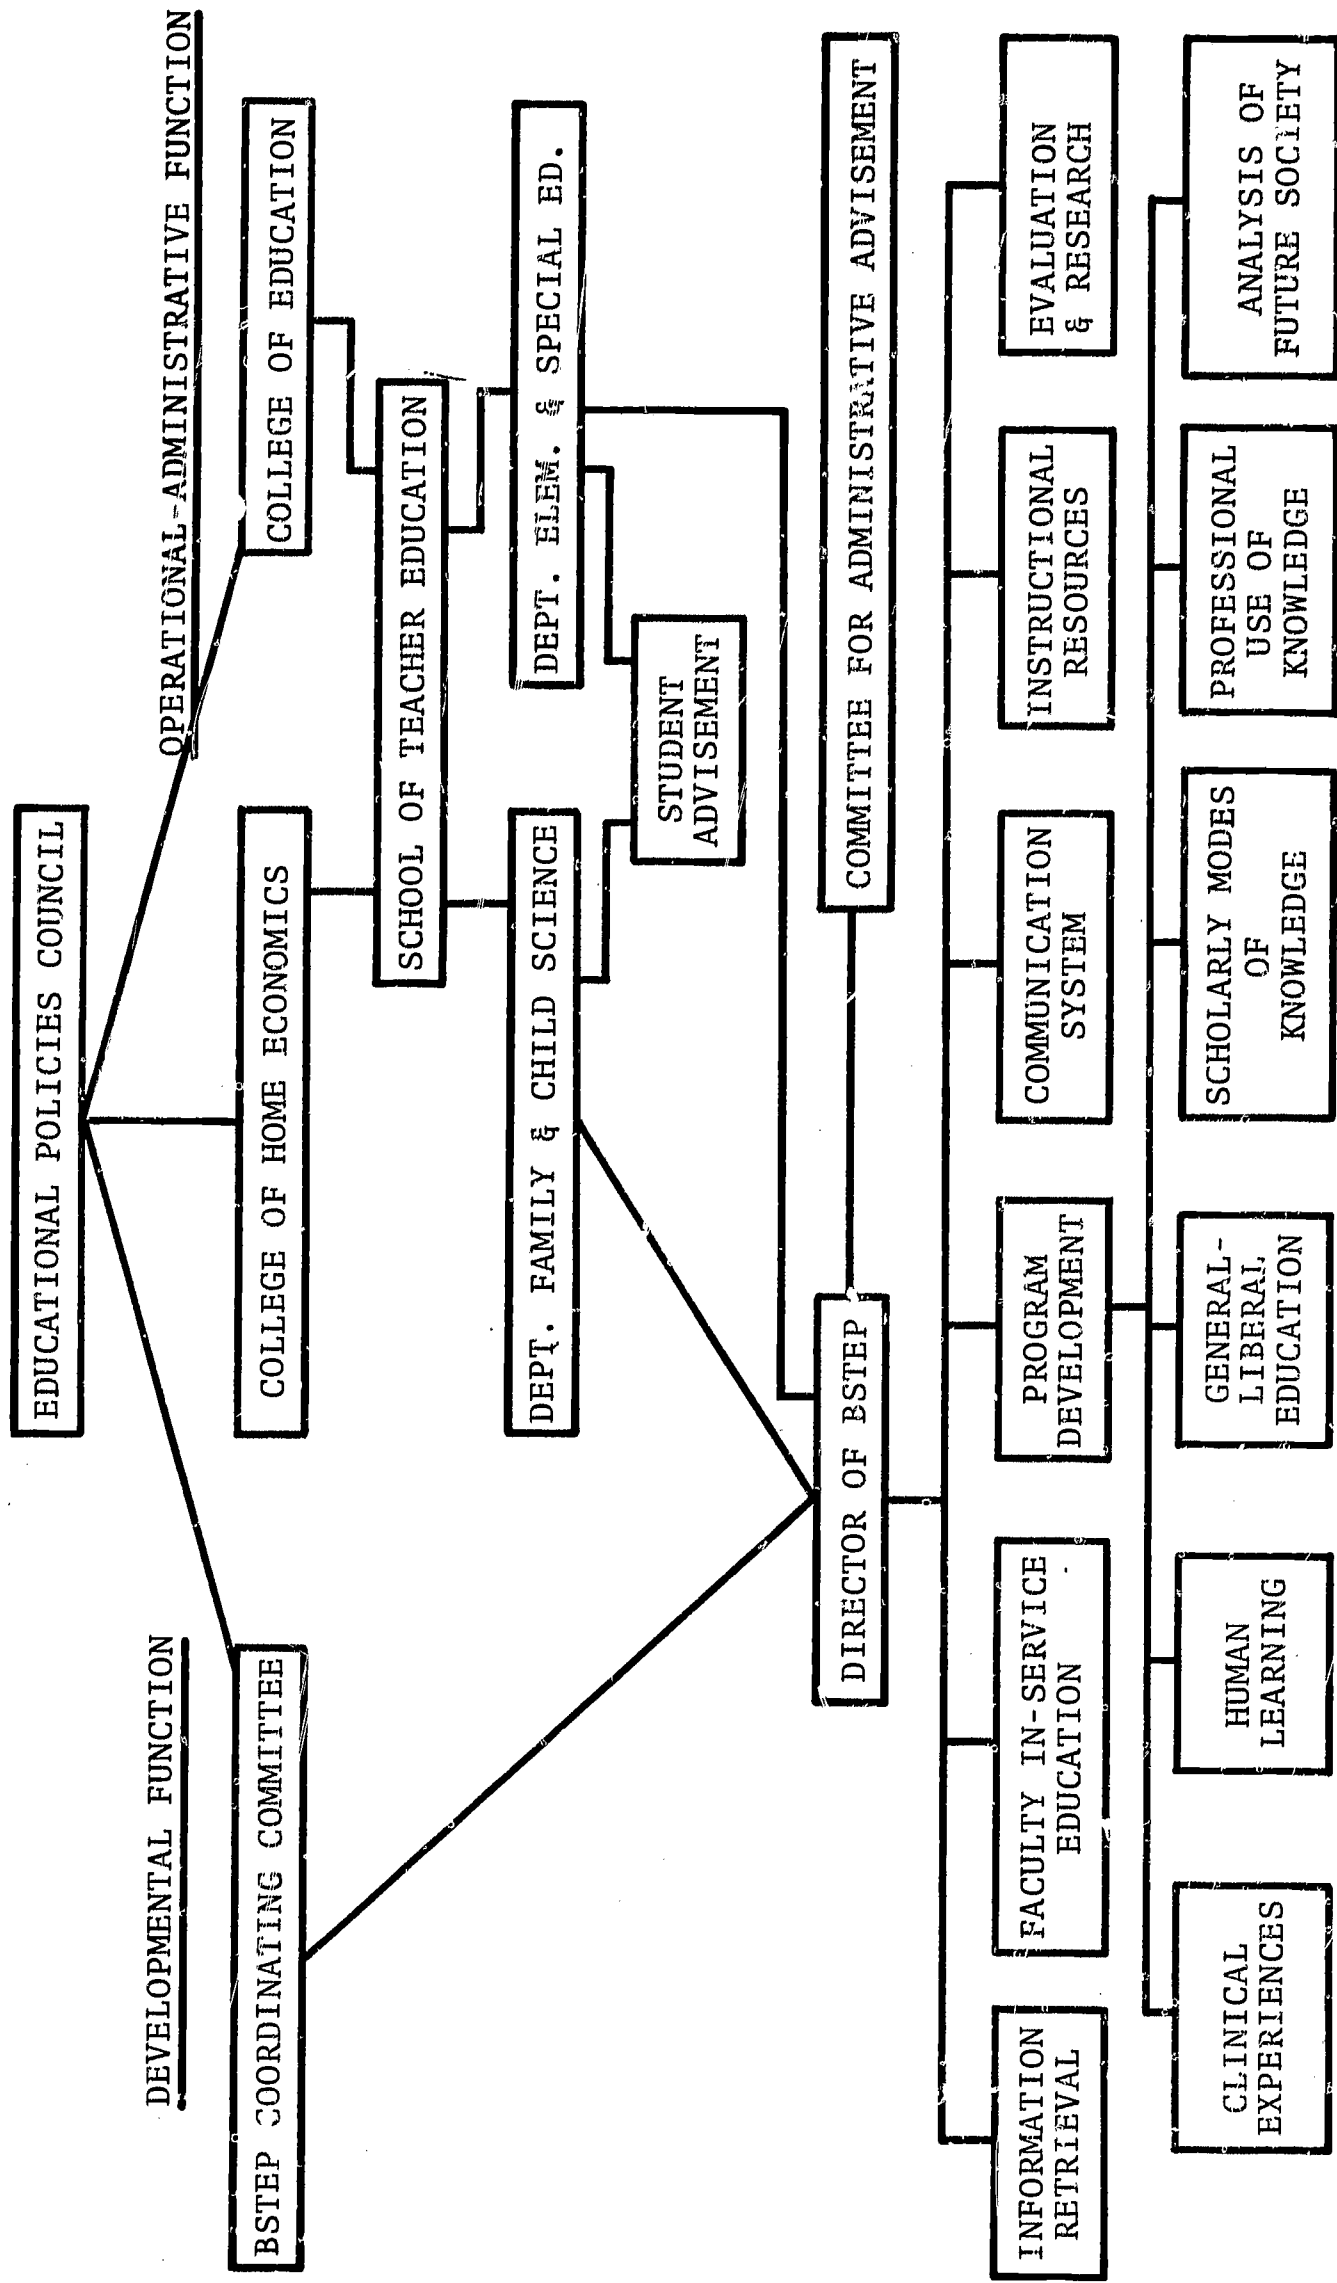 EDUCATIONAL POLICIES COUNCIL
DEVELOPMENTAL FUNCTION
OPERATIONAL-ADMINISTRATIVE FUNCTION
BSTEP COORDINATING COMMITTEE
COLLEGE OF HOME ECONOMICS
COLLEGE OF EDUCATION
SCHOOL OF TEACHER EDUCATION
DEPT. FAMILY & CHILD SCIENCE
DEPT. ELEM. & SPECIAL ED.
STUDENT
ADVISEMENT
DIRECTOR OF BSTEP
COMMITTEE FOR ADMINISTRATIVE ADVISEMENT
INFORMATION
RETRIEVAL
FACULTY IN-SERVICE
EDUCATION
PROGRAM
DEVELOPMENT
COMMUNICATION
SYSTEM
INSTRUCTIONAL
RESOURCES
EVALUATION
& RESEARCH
CLINICAL
EXPERIENCES
HUMAN
LEARNING
GENERAL-
LIBERAL
EDUCATION
SCHOLARLY MODES
OF
KNOWLEDGE
PROFESSIONAL
USE OF
KNOWLEDGE
ANALYSIS OF
FUTURE SOCIETY